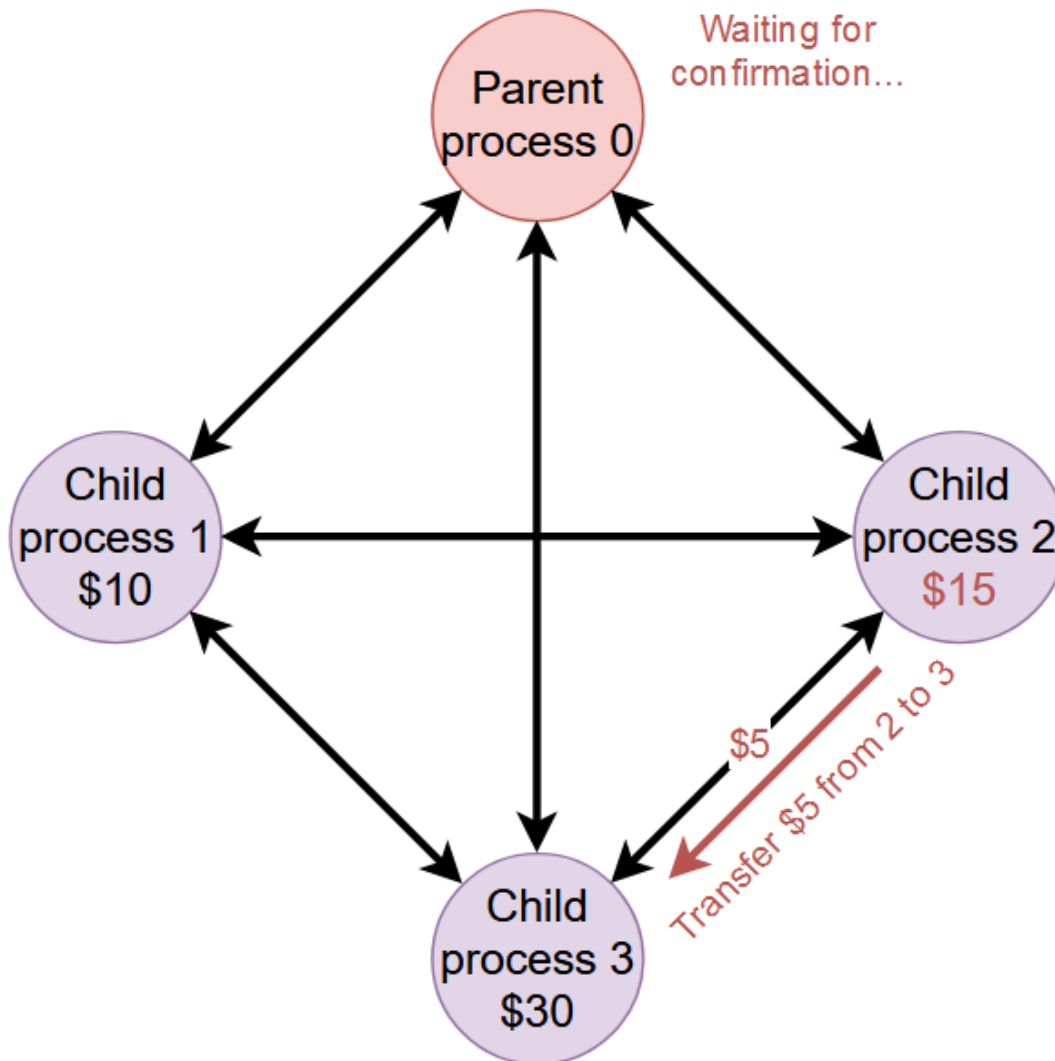 Waiting for
confirmation...
Parent
process 0
Child
process 1
$10
Child
process 2
$15
$5
Transfer $5 from 2 to 3
Child
process 3
$30